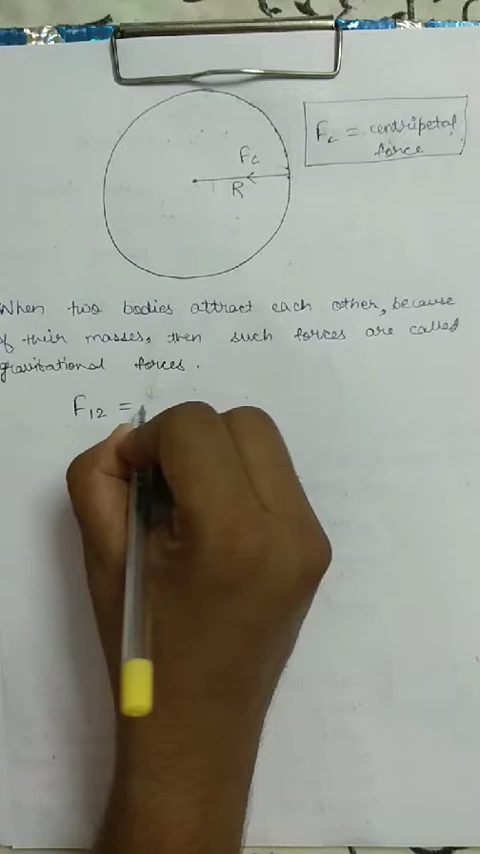 Fc
R
Fc = centripetal
force
When two bodies attract each other, because
of their masses, then such forces are called
gravitational forces.
F12 =